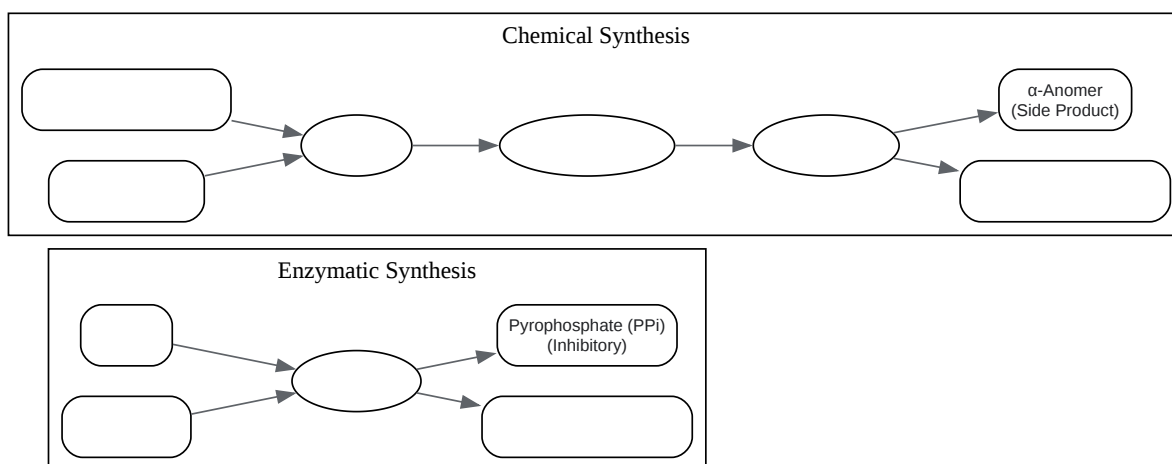 Chemical Synthesis
α-Anomer
(Side Product)
Enzymatic Synthesis
Pyrophosphate (PPi)
(Inhibitory)